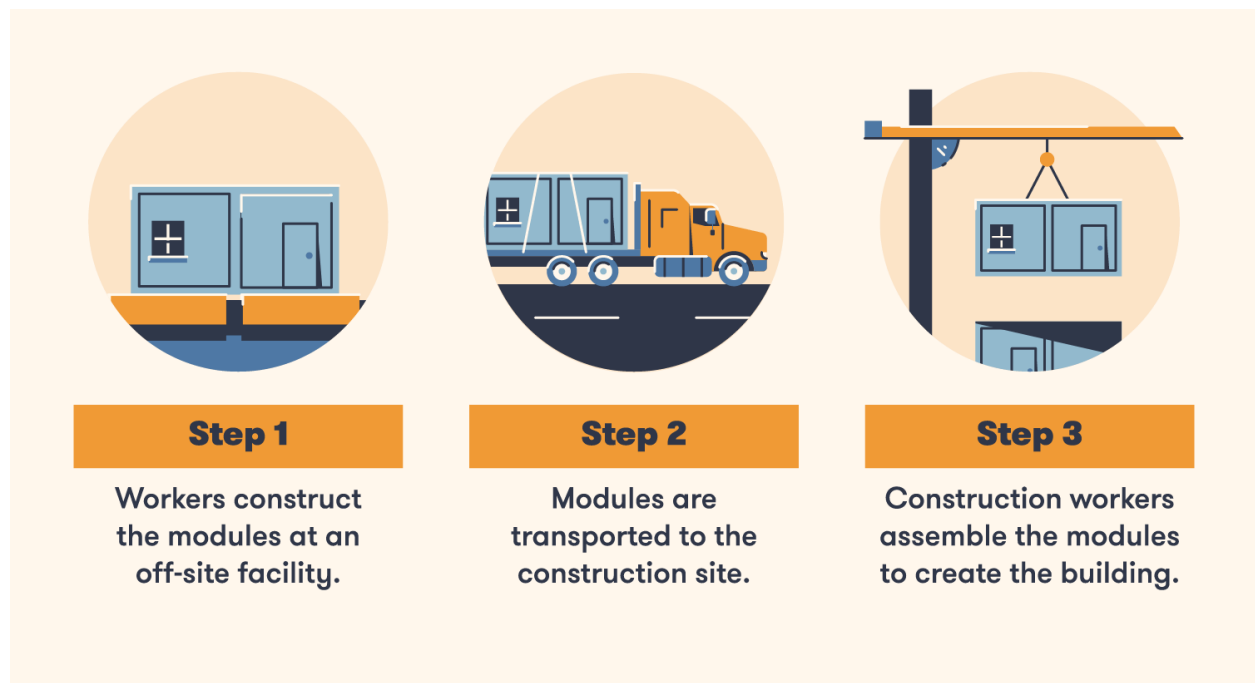 Step 1
Workers construct
the modules at an
off-site facility.
Step 2
Modules are
transported to the
construction site.
Step 3
Construction workers
assemble the modules
to create the building.